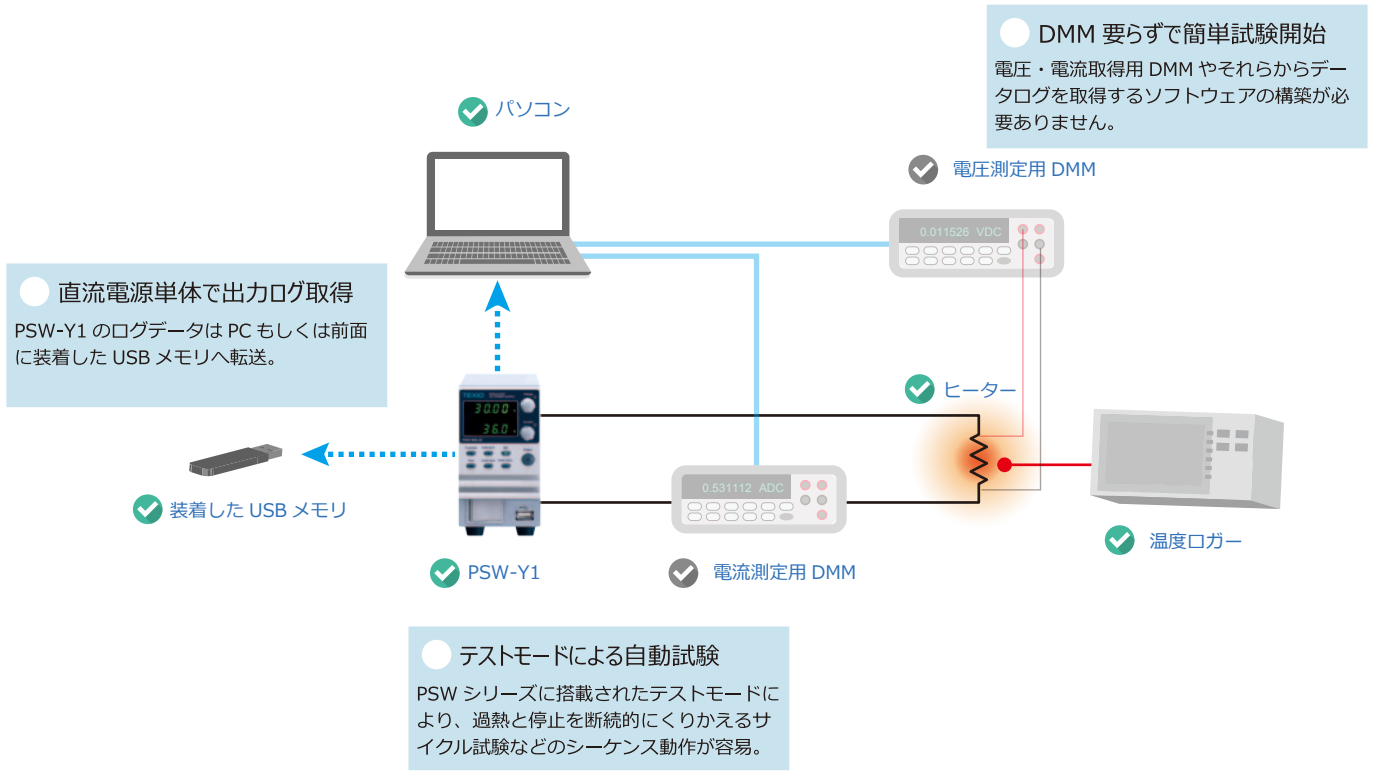 DMM 要らずで簡単試験開始
電圧・電流取得用 DMM やそれらからデー
タログを取得するソフトウェアの構築が必
要ありません。
パソコン
電圧測定用 DMM
0.011526 VDC
直流電源単体で出力ログ取得
PSW-Y1 のログデータは PC もしくは前面
に装着した USB メモリへ転送。
ヒーター
TEXIO
30.00
36.0
0.531112 ADC
装着した USB メモリ
温度ロガー
PSW-Y1
電流測定用 DMM
テストモードによる自動試験
PSW シリーズに搭載されたテストモードに
より、過熱と停止を断続的にくりかえるサ
イクル試験などのシーケンス動作が容易。